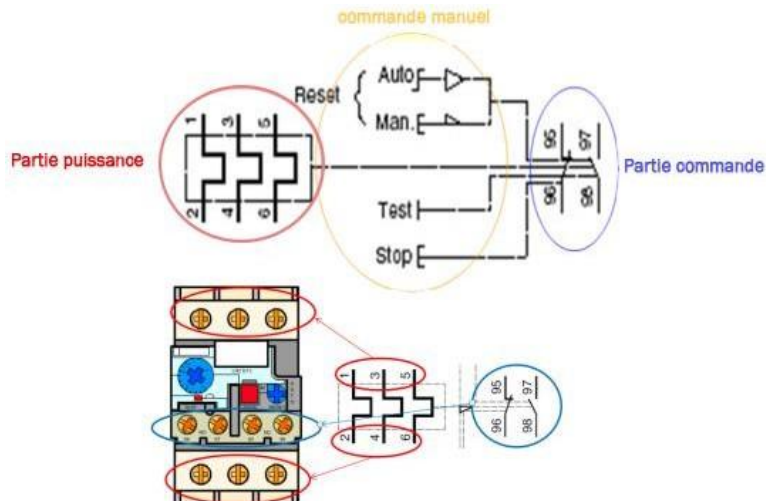 commande manuel
Partie puissance
1 3 5
2 4 6
Reset
Auto
Man.
Test
Stop
95 97
96 98
Partie commande
1 3 5
2 4 6
95 97
96 98